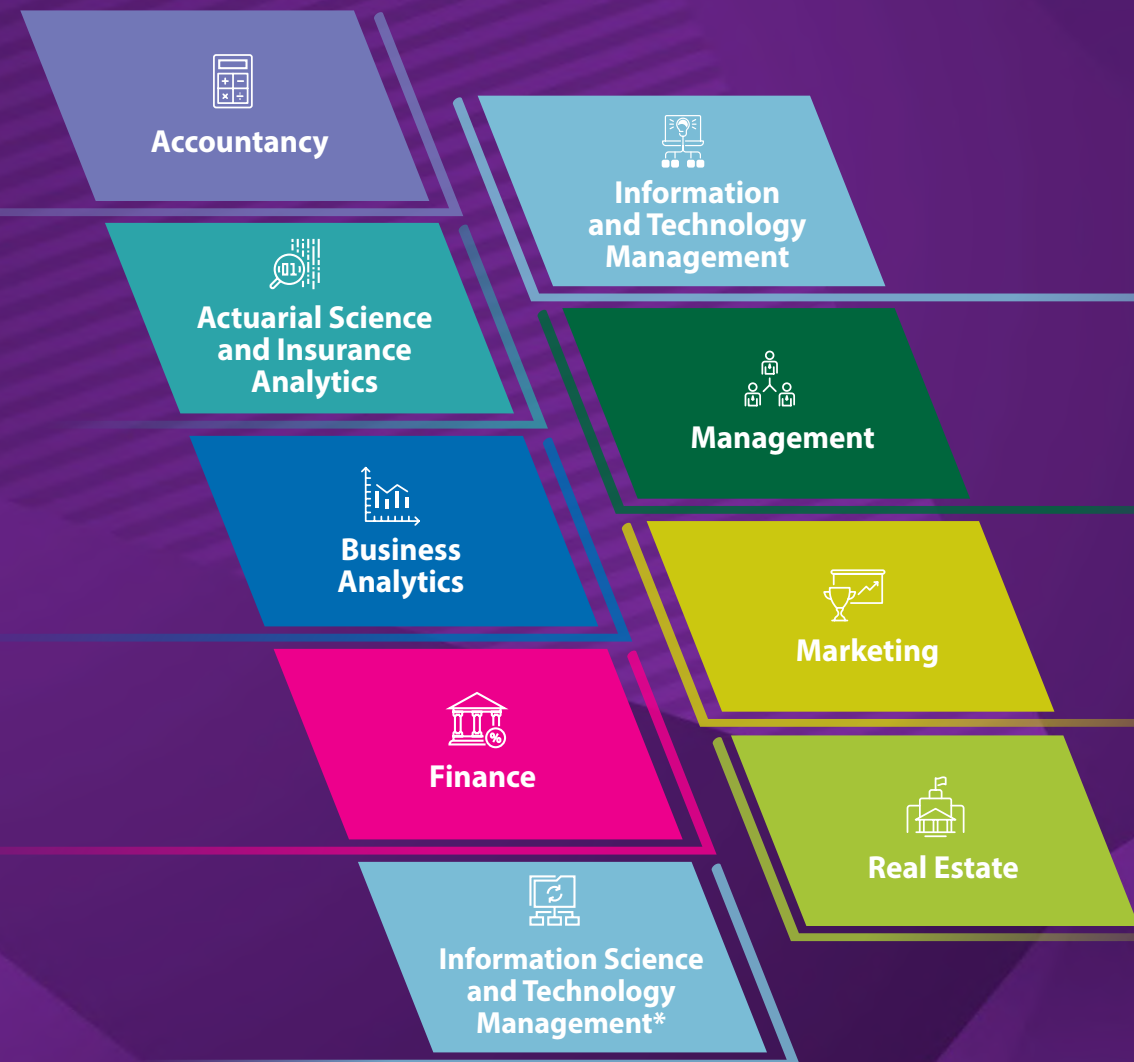 Accountancy
Actuarial Science
and Insurance
Analytics
Business
Analytics
Finance
Information Science
and Technology
Management*
Information
and Technology
Management
Management
Marketing
Real Estate